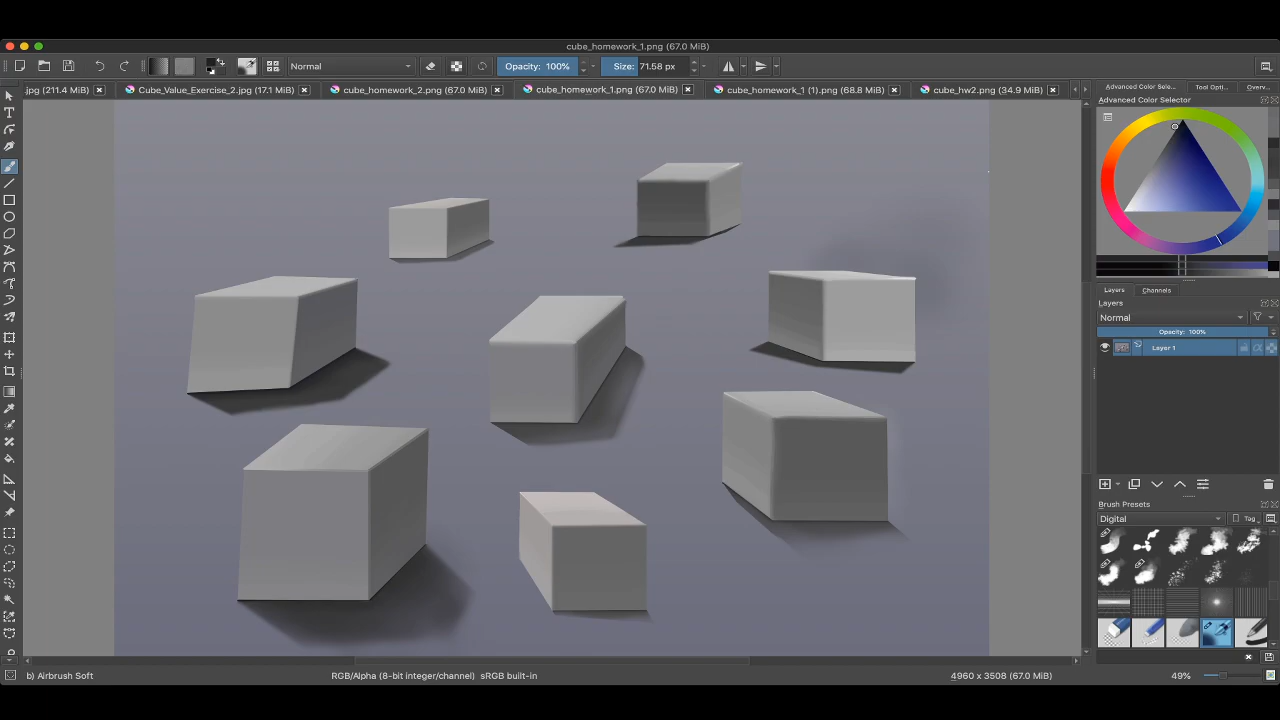 cube_homework_1.png (67.0 MiB)
Normal
Opacity: 100%
Size: 71.58 px
.jpg (211.4 MiB)
Cube_Value_Exercise_2.jpg (17.1 MiB)
cube_homework_2.png (67.0 MiB)
cube_homework_1.png (67.0 MiB)
cube_homework_1 (1).png (68.8 MiB)
cube_hw2.png (34.9 MiB)
Advanced Color Sele...
Tool Opti...
Overv...
Advanced Color Selector
Layers
Channels
Layers
Normal
Opacity: 100%
Layer 1
Brush Presets
Digital
Tag
b) Airbrush Soft
RGB/Alpha (8-bit integer/channel) sRGB built-in
4960 x 3508 (67.0 MiB)
49%